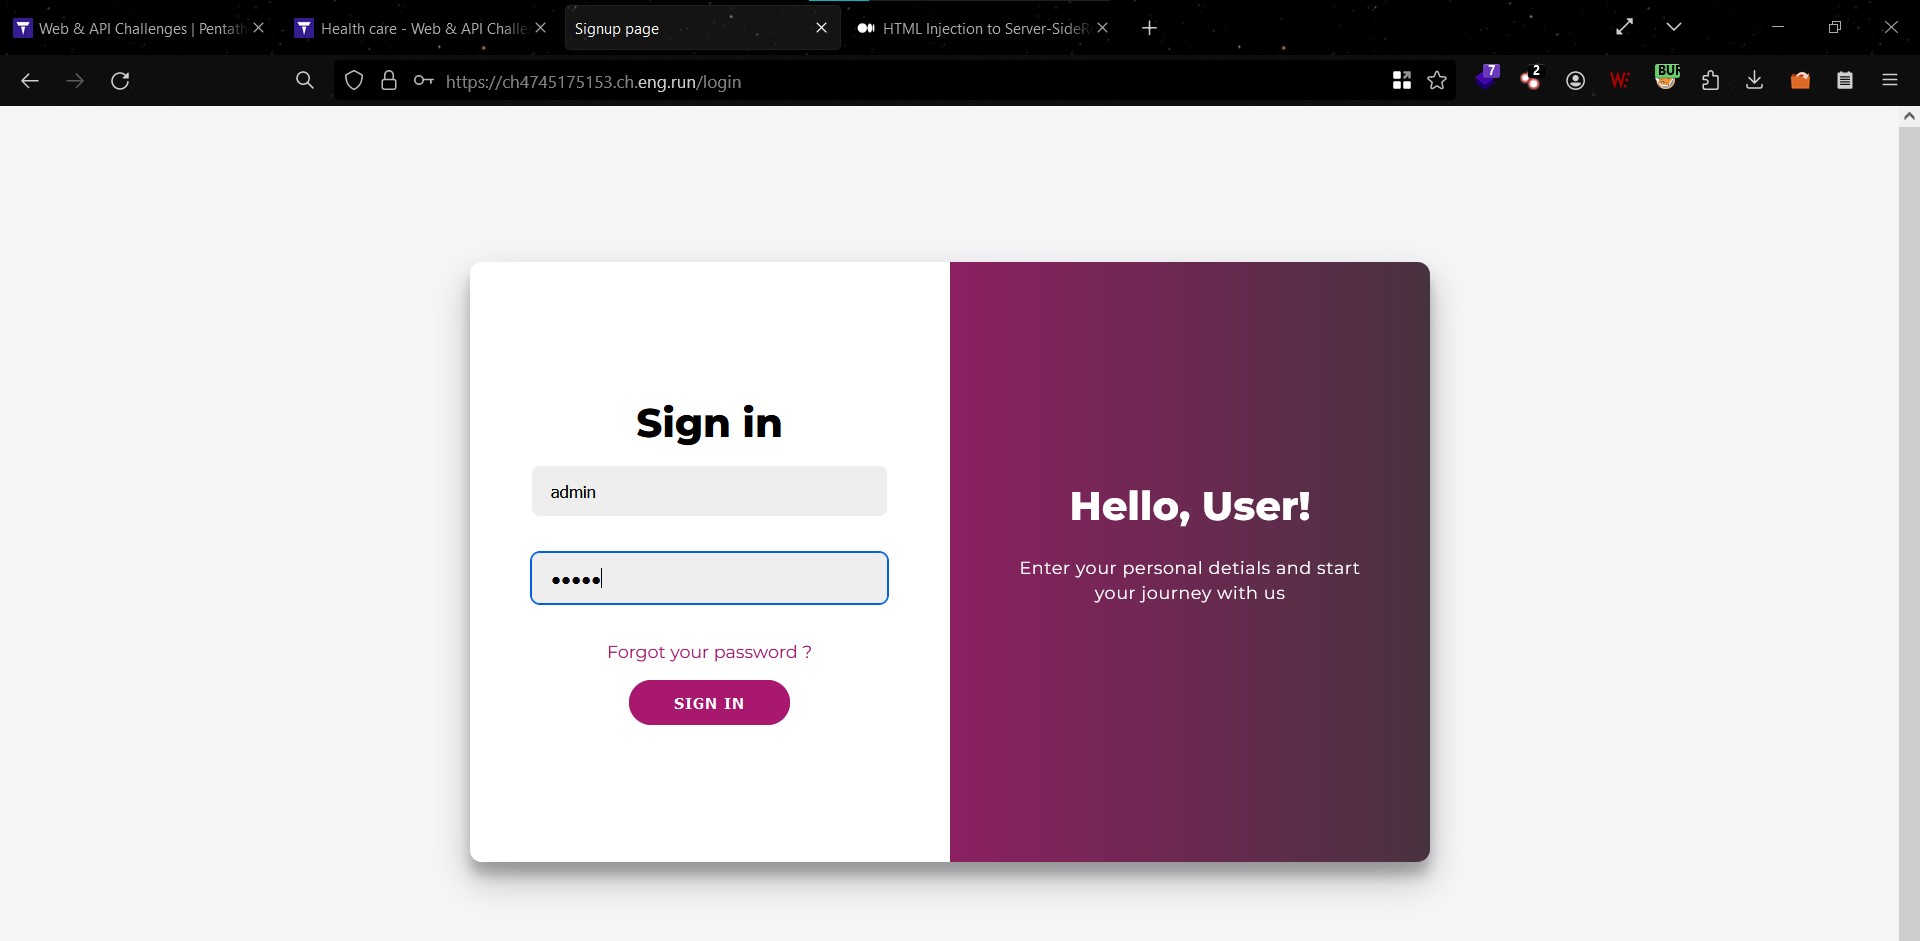 Web & API Challenges | Pentath
Health care - Web & API Challe
Signup page
HTML Injection to Server-SideR
https://ch4745175153.ch.eng.run/login
7
2
W:
BUF
Sign in
admin
Forgot your password ?
SIGN IN
Hello, User!
Enter your personal detials and start
your journey with us